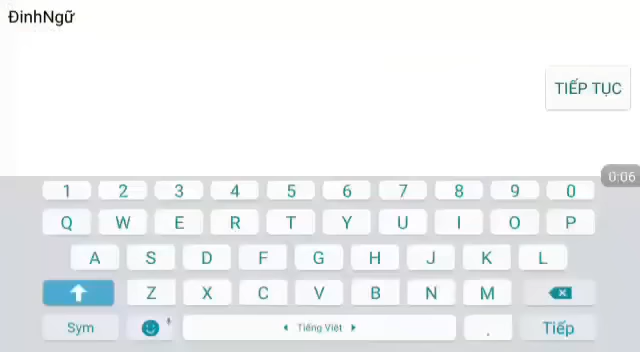 ĐinhNgữ
TIẾP TỤC
0:06
1 2 3 4 5 6 7 8 9 0
Q W E R T Y U I O P
A S D F G H J K L
Z X C V B N M
Sym Tiếng Việt . Tiếp